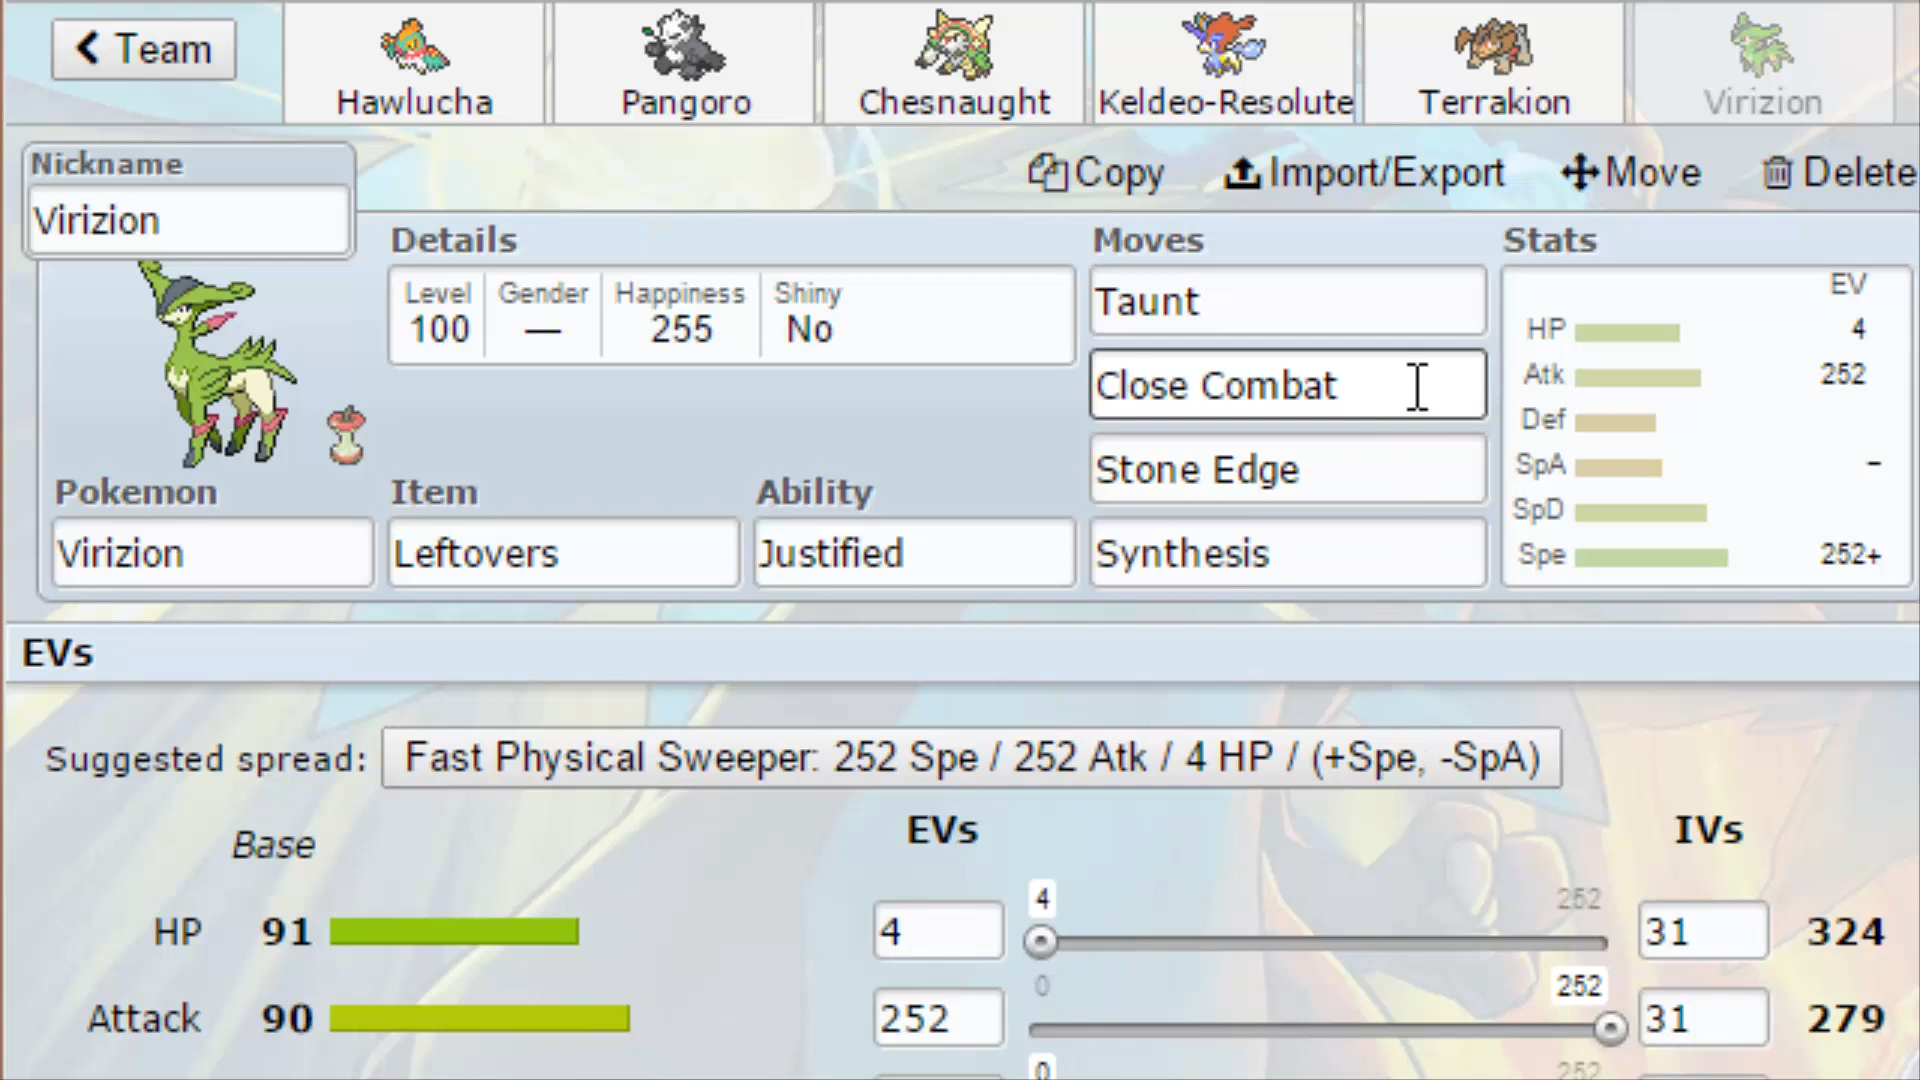 Team
Hawlucha
Pangoro
Chesnaught
Keldeo-Resolute
Terrakion
Virizion
Nickname
Virizion
Copy
Import/Export
Move
Delete
Details
Level
100
Gender
—
Happiness
255
Shiny
No
Pokemon
Virizion
Item
Leftovers
Ability
Justified
Moves
Taunt
Close Combat
Stone Edge
Synthesis
Stats
EV
HP 4
Atk 252
Def
SpA -
SpD
Spe 252+
EVs
Suggested spread: Fast Physical Sweeper: 252 Spe / 252 Atk / 4 HP / (+Spe, -SpA)
Base EVs IVs
4 252
HP 91 4 31 324
0 252
Attack 90 252 31 279
0 252